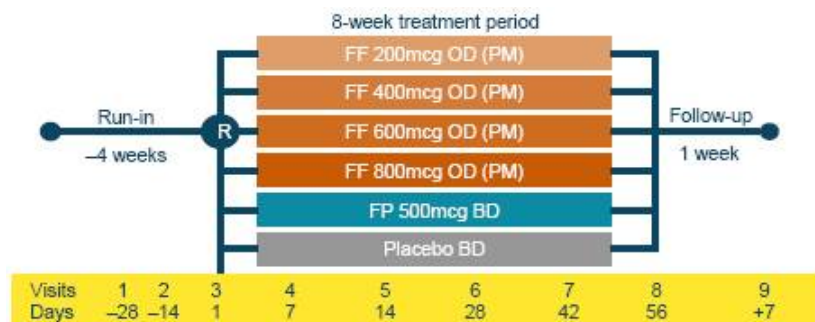 8-week treatment period
FF 200mcg OD (PM)
FF 400mcg OD (PM)
Run-in
R
FF 600mcg OD (PM)
Follow-up
–4 weeks
FF 800mcg OD (PM)
1 week
FP 500mcg BD
Placebo BD
Visits 1 2 3 4 5 6 7 8 9
Days –28 –14 1 7 14 28 42 56 +7